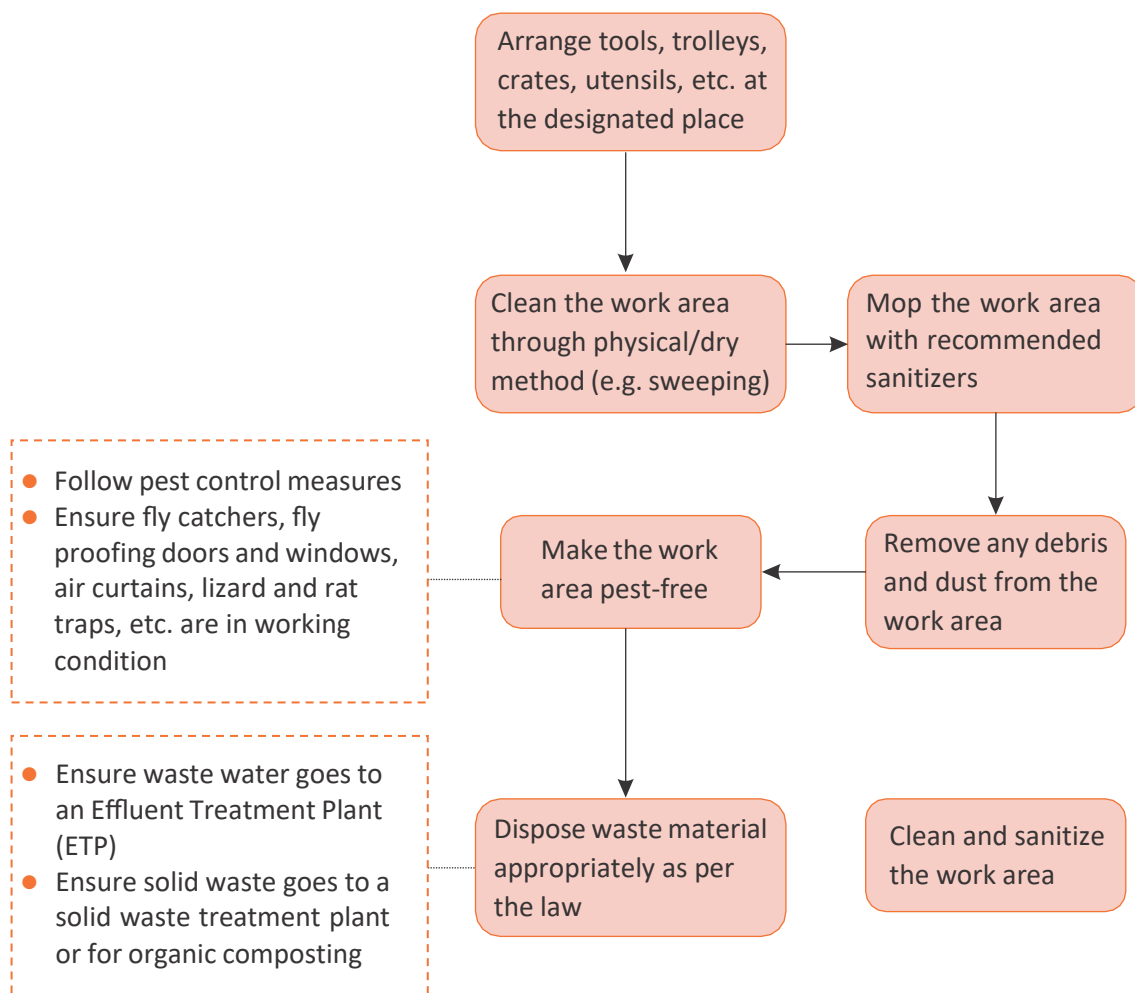 Arrange tools, trolleys,
crates, utensils, etc. at
the designated place
Clean the work area
through physical/dry
method (e.g. sweeping)
Mop the work area
with recommended
sanitizers
Remove any debris
and dust from the
work area
Make the work
area pest-free
● Follow pest control measures
● Ensure fly catchers, fly
proofing doors and windows,
air curtains, lizard and rat
traps, etc. are in working
condition
Dispose waste material
appropriately as per
the law
● Ensure waste water goes to
an Effluent Treatment Plant
(ETP)
● Ensure solid waste goes to a
solid waste treatment plant
or for organic composting
Clean and sanitize
the work area